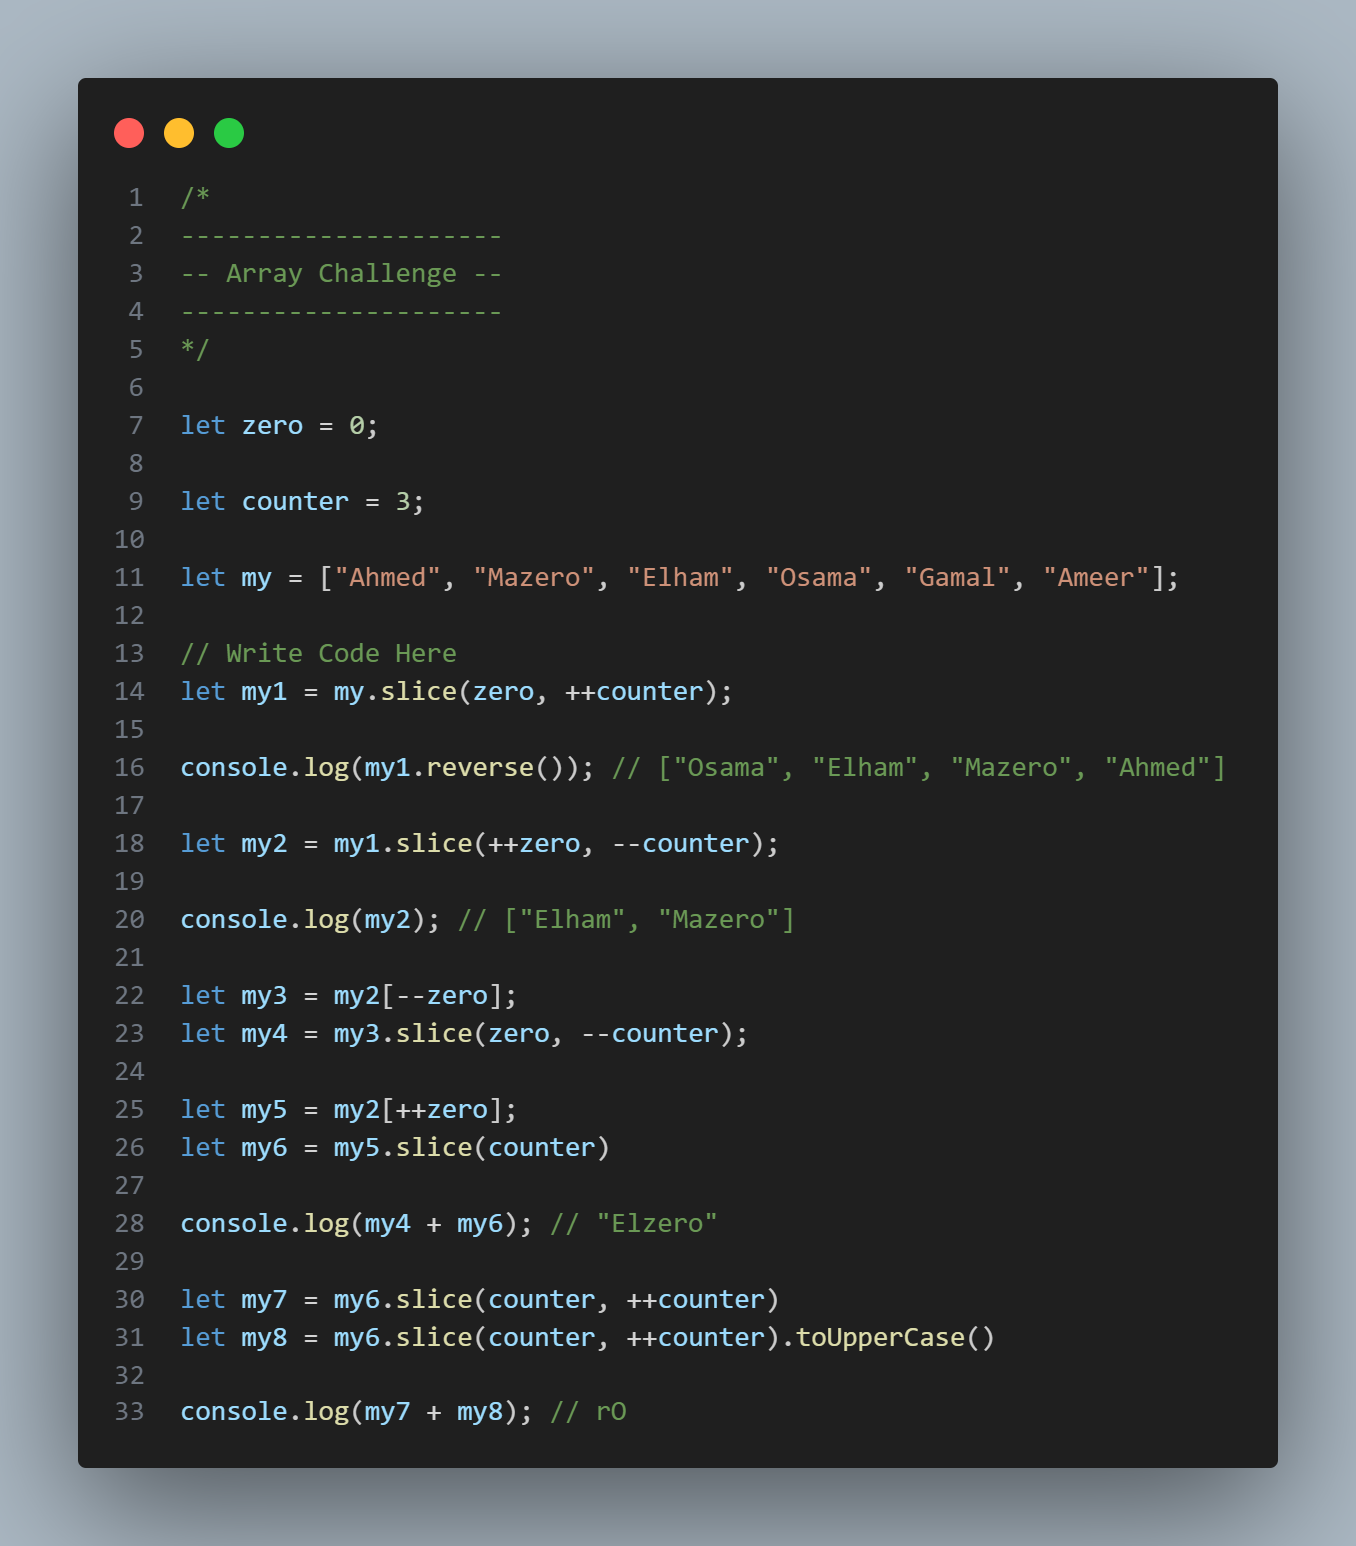 1 /*
2 ---------------------
3 -- Array Challenge --
4 ---------------------
5 */
6
7 let zero = 0;
8
9 let counter = 3;
10
11 let my = ["Ahmed", "Mazero", "Elham", "Osama", "Gamal", "Ameer"];
12
13 // Write Code Here
14 let my1 = my.slice(zero, ++counter);
15
16 console.log(my1.reverse()); // ["Osama", "Elham", "Mazero", "Ahmed"]
17
18 let my2 = my1.slice(++zero, --counter);
19
20 console.log(my2); // ["Elham", "Mazero"]
21
22 let my3 = my2[--zero];
23 let my4 = my3.slice(zero, --counter);
24
25 let my5 = my2[++zero];
26 let my6 = my5.slice(counter)
27
28 console.log(my4 + my6); // "Elzero"
29
30 let my7 = my6.slice(counter, ++counter)
31 let my8 = my6.slice(counter, ++counter).toUpperCase()
32
33 console.log(my7 + my8); // rO